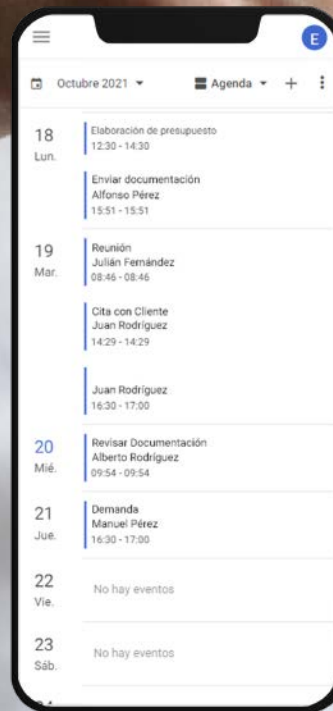 E
Octubre 2021
Agenda
18
Lun.
Elaboración de presupuesto
12:30 - 14:30
Enviar documentación
Alfonso Pérez
15:51 - 15:51
19
Mar.
Reunión
Julián Fernández
08:46 - 08:46
Cita con Cliente
Juan Rodríguez
14:29 - 14:29
Juan Rodríguez
16:30 - 17:00
20
Mié.
Revisar Documentación
Alberto Rodríguez
09:54 - 09:54
21
Jue.
Demanda
Manuel Pérez
16:30 - 17:00
22
Vie.
No hay eventos
23
Sáb.
No hay eventos